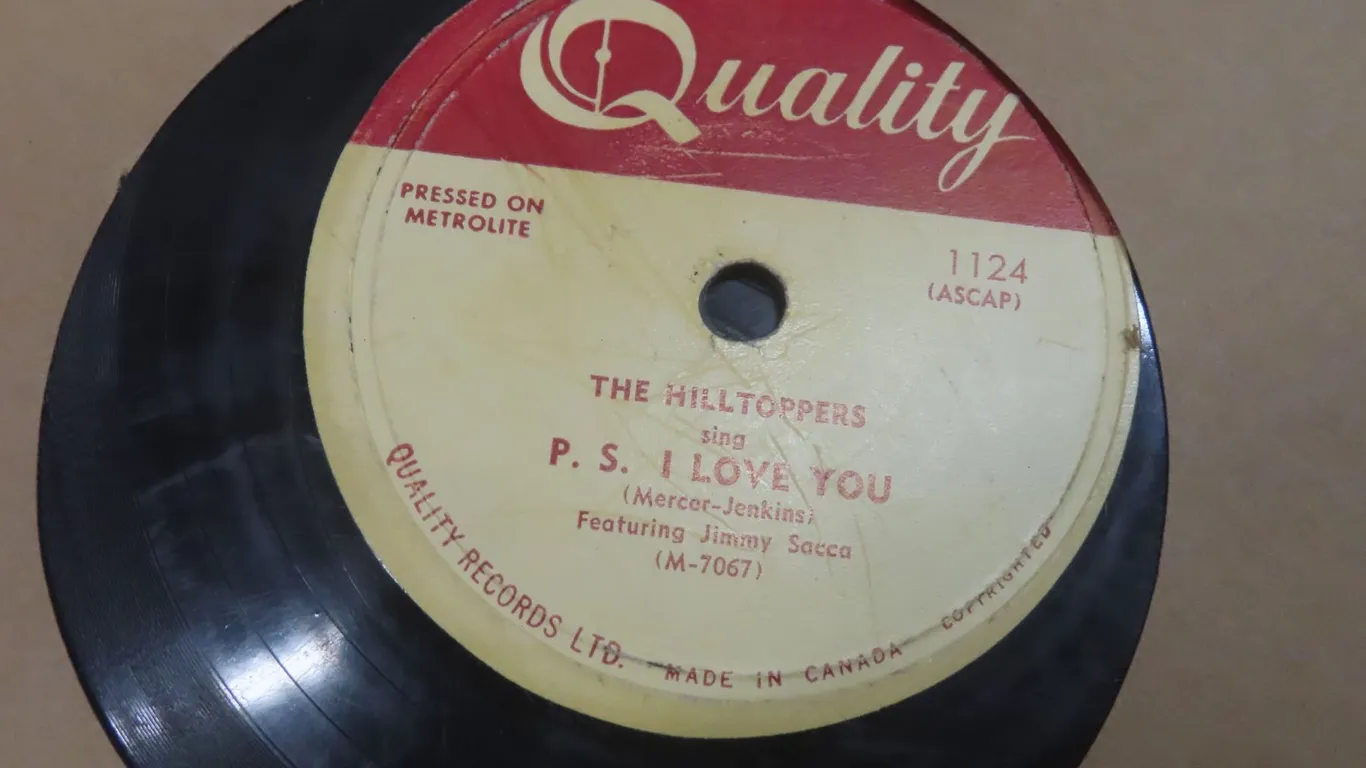 Quality
PRESSED ON
METROLITE
1124
(ASCAP)
THE HILLTOPPERS
sing
P. S. I LOVE YOU
(Mercer-Jenkins)
Featuring Jimmy Sacca
(M-7067)
QUALITY RECORDS LTD. MADE IN CANADA COPYRIGHTED